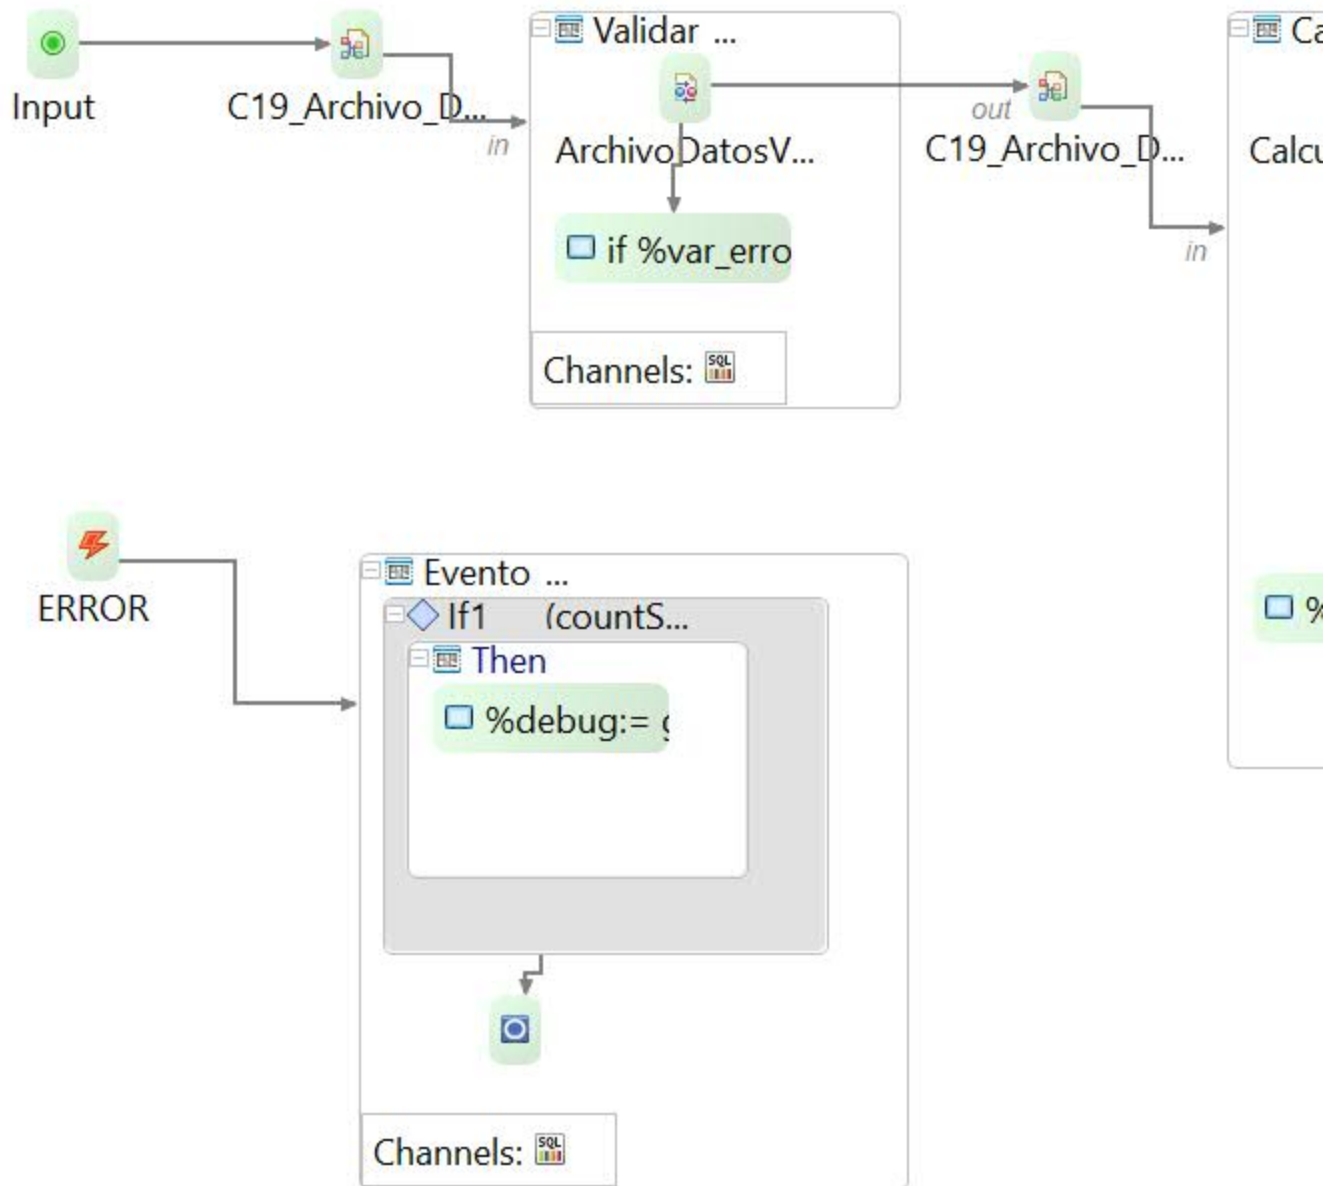 Input
C19_Archivo_D...
in
Validar ...
ArchivoDatosV...
if %var_erro
Channels:
SQL
out
C19_Archivo_D...
in
Ca
Calcu
%
ERROR
Evento ...
If1 (countS...
Then
%debug:= g
Channels:
SQL